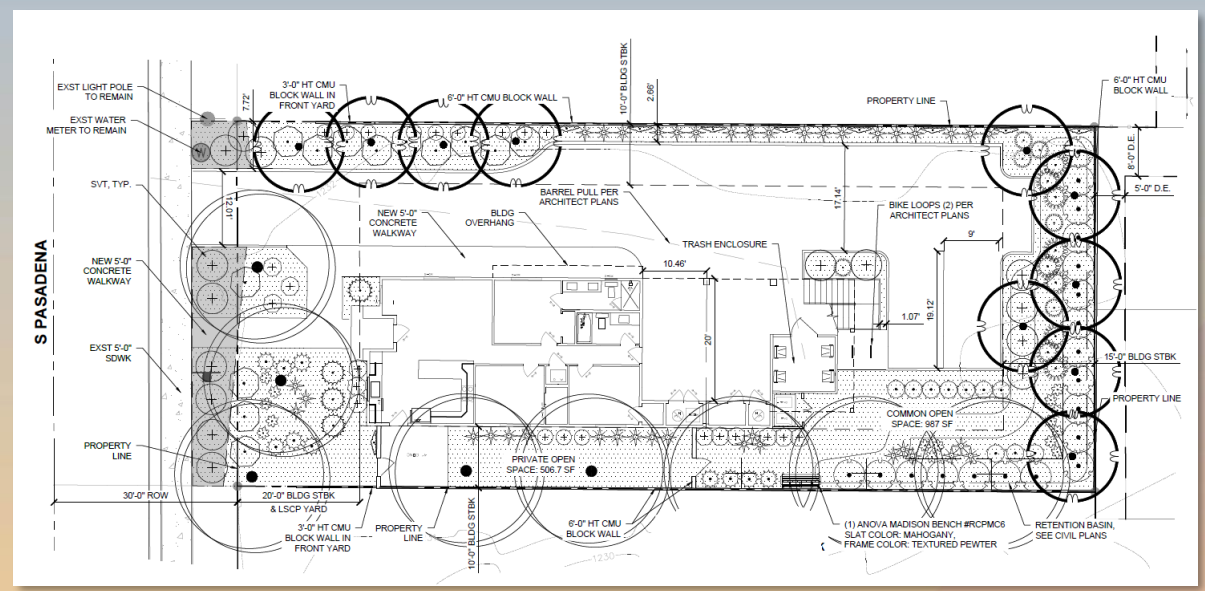 EXST LIGHT POLE
TO REMAIN
EXST WATER
METER TO REMAIN
SVT, TYP.
NEW 5'-0"
CONCRETE
WALKWAY
EXST 5'-0"
SDWK
PROPERTY
LINE
S PASADENA
30'-0" ROW
20'-0" BLDG STBK
& LSCP YARD
7.72'
3'-0" HT CMU
BLOCK WALL IN
FRONT YARD
6'-0" HT CMU BLOCK WALL
10'-0" BLDG STBK
2.66'
PROPERTY LINE
6'-0" HT CMU
BLOCK WALL
8'-0" D.E.
5'-0" D.E.
12.01'
NEW 5'-0"
CONCRETE
WALKWAY
BLDG
OVERHANG
BARREL PULL PER
ARCHITECT PLANS
17.14'
BIKE LOOPS (2) PER
ARCHITECT PLANS
TRASH ENCLOSURE
9'
10.46'
20'
1.07'
19.12'
15'-0" BLDG STBK
PROPERTY LINE
COMMON OPEN
SPACE: 987 SF
PRIVATE OPEN
SPACE: 506.7 SF
3'-0" HT CMU
BLOCK WALL IN
FRONT YARD
PROPERTY
LINE
10'-0" BLDG STBK
6'-0" HT CMU
BLOCK WALL
1230
(1) ANOVA MADISON BENCH #RCPMC6
SLAT COLOR: MAHOGANY,
FRAME COLOR: TEXTURED PEWTER
RETENTION BASIN,
SEE CIVIL PLANS